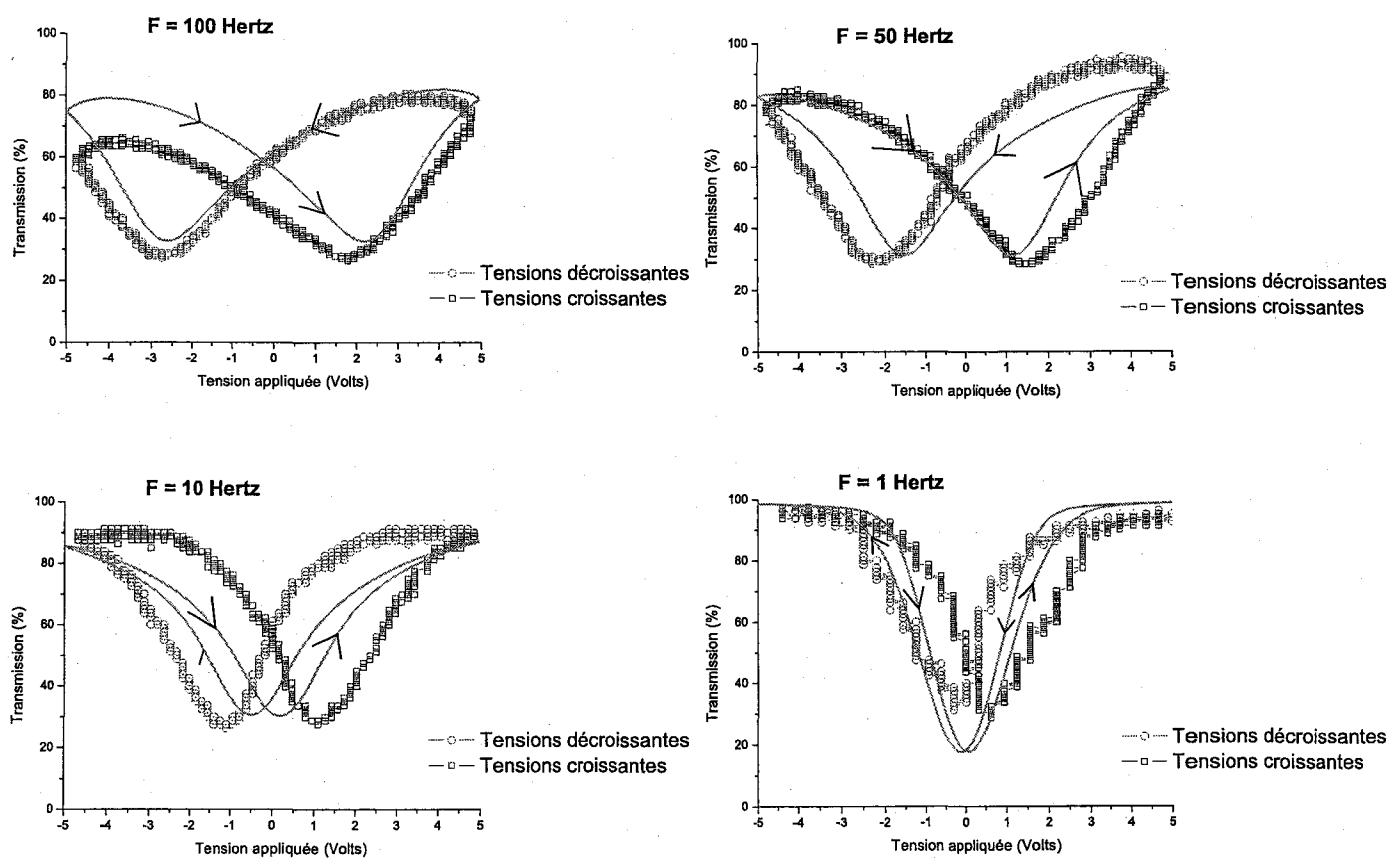 F = 100 Hertz
100
80
60
40
20
0
Transmission (%)
-5 -4 -3 -2 -1 0 1 2 3 4 5
Tension appliquée (Volts)
Tensions décroissantes
Tensions croissantes
F = 50 Hertz
100
80
60
40
20
0
Transmission (%)
-5 -4 -3 -2 -1 0 1 2 3 4 5
Tension appliquée (Volts)
Tensions décroissantes
Tensions croissantes
F = 10 Hertz
100
80
60
40
20
0
Transmission (%)
-5 -4 -3 -2 -1 0 1 2 3 4 5
Tension appliquée (Volts)
Tensions décroissantes
Tensions croissantes
F = 1 Hertz
100
80
60
40
20
0
Transmission (%)
-5 -4 -3 -2 -1 0 1 2 3 4 5
Tension appliquée (Volts)
Tensions décroissantes
Tensions croissantes